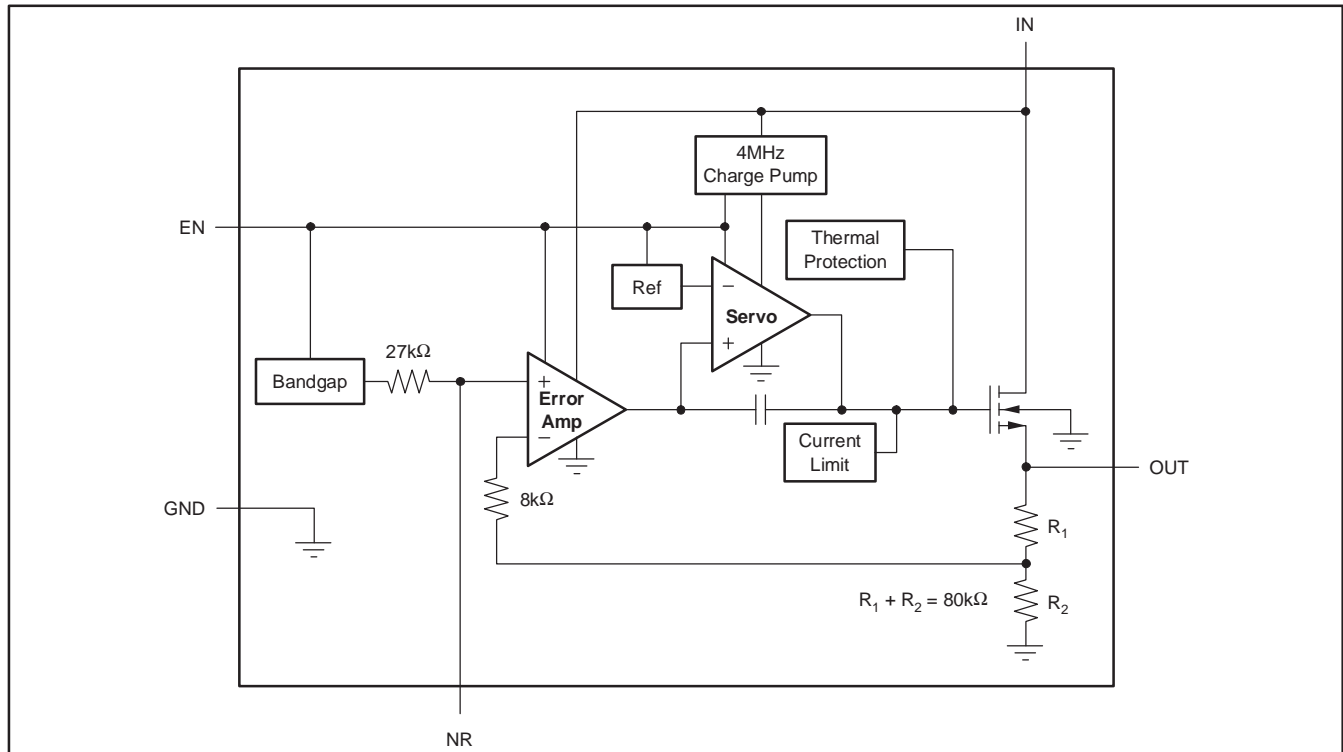 IN
4MHz
Charge Pump
EN
Thermal
Protection
Ref
−
Servo
+
27kΩ
Bandgap
+
Error
Amp
−
Current
Limit
OUT
8kΩ
GND
R1
R1 + R2 = 80kΩ
R2
NR